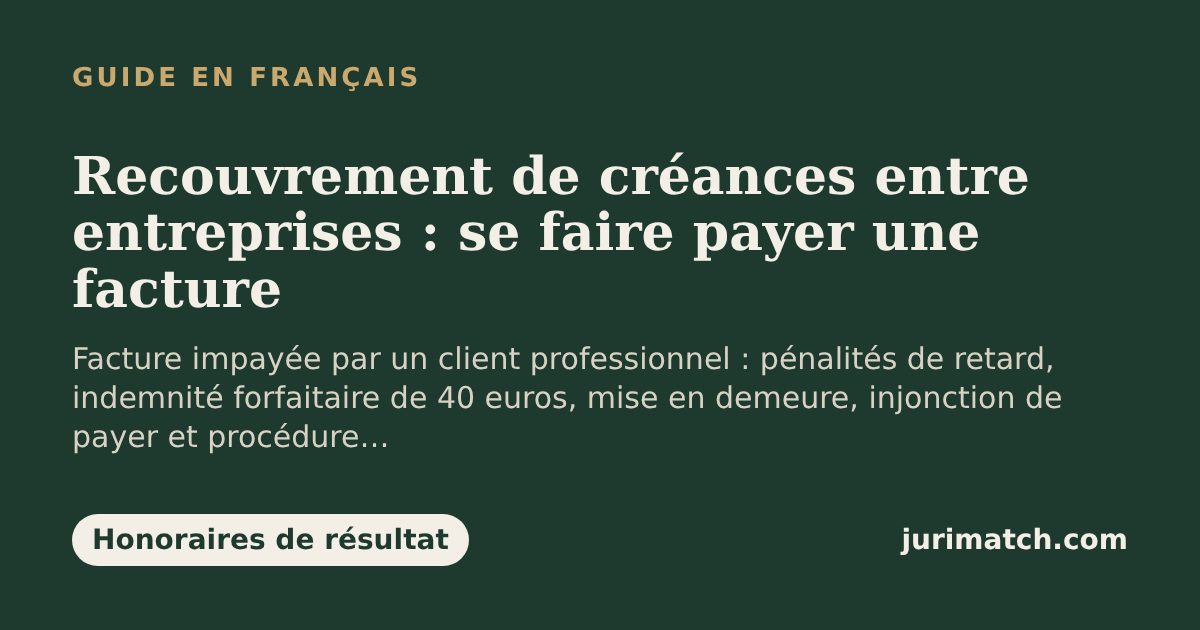 GUIDE EN FRANÇAIS
Recouvrement de créances entre
entreprises : se faire payer une
facture
Facture impayée par un client professionnel : pénalités de retard,
indemnité forfaitaire de 40 euros, mise en demeure, injonction de
payer et procédure…
Honoraires de résultat
jurimatch.com